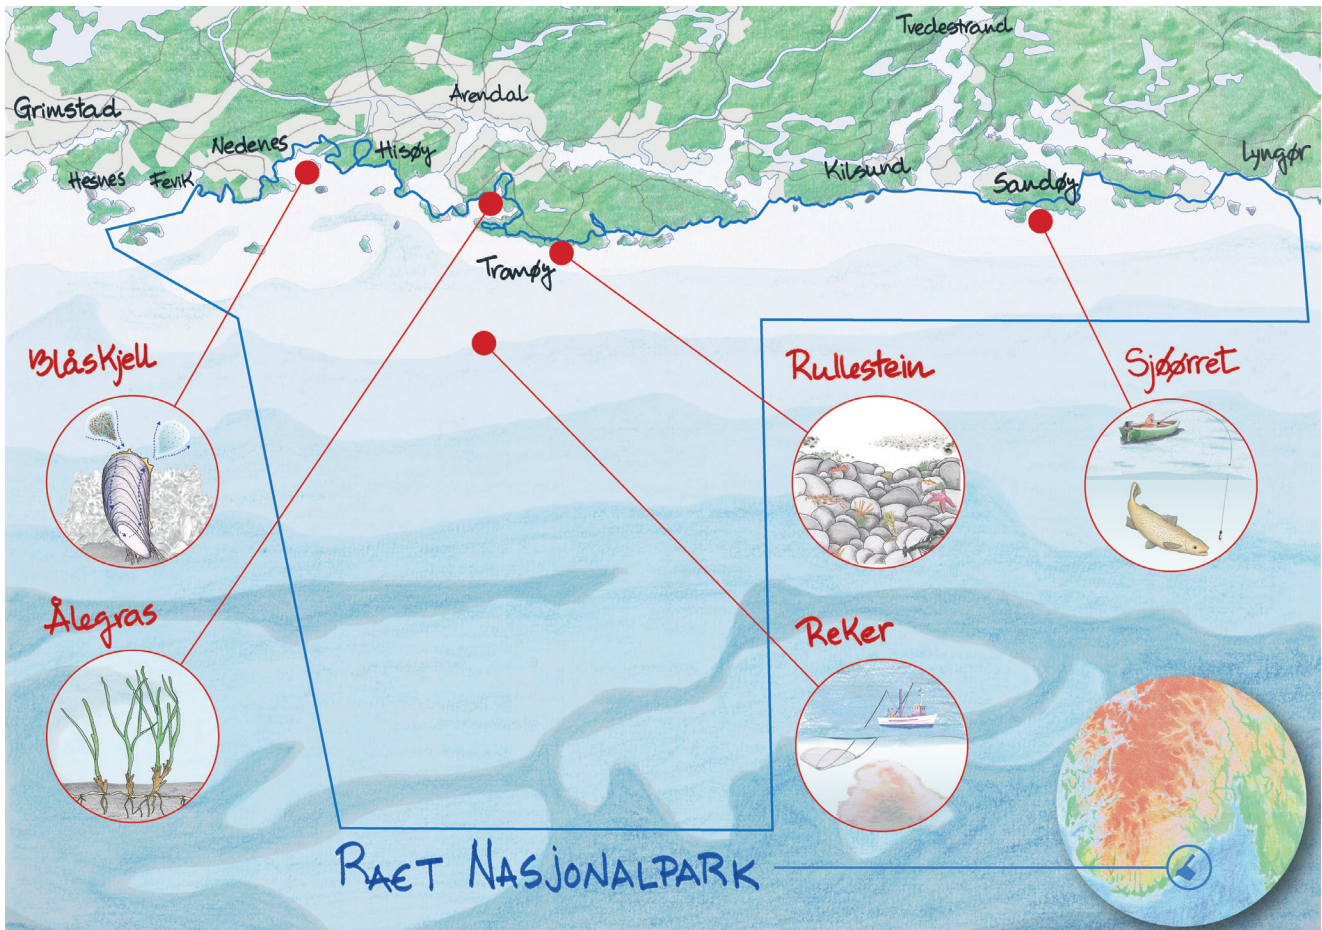 Tvedestrand
Arendal
Grimstad
Nedenes
Hisøy
Lyngør
Kilsund
Hesnes
Fevik
Sandøy
Tromøy
Blåskjell
Rullestein
Sjøørret
Ålegras
Reker
RAET NASJONALPARK